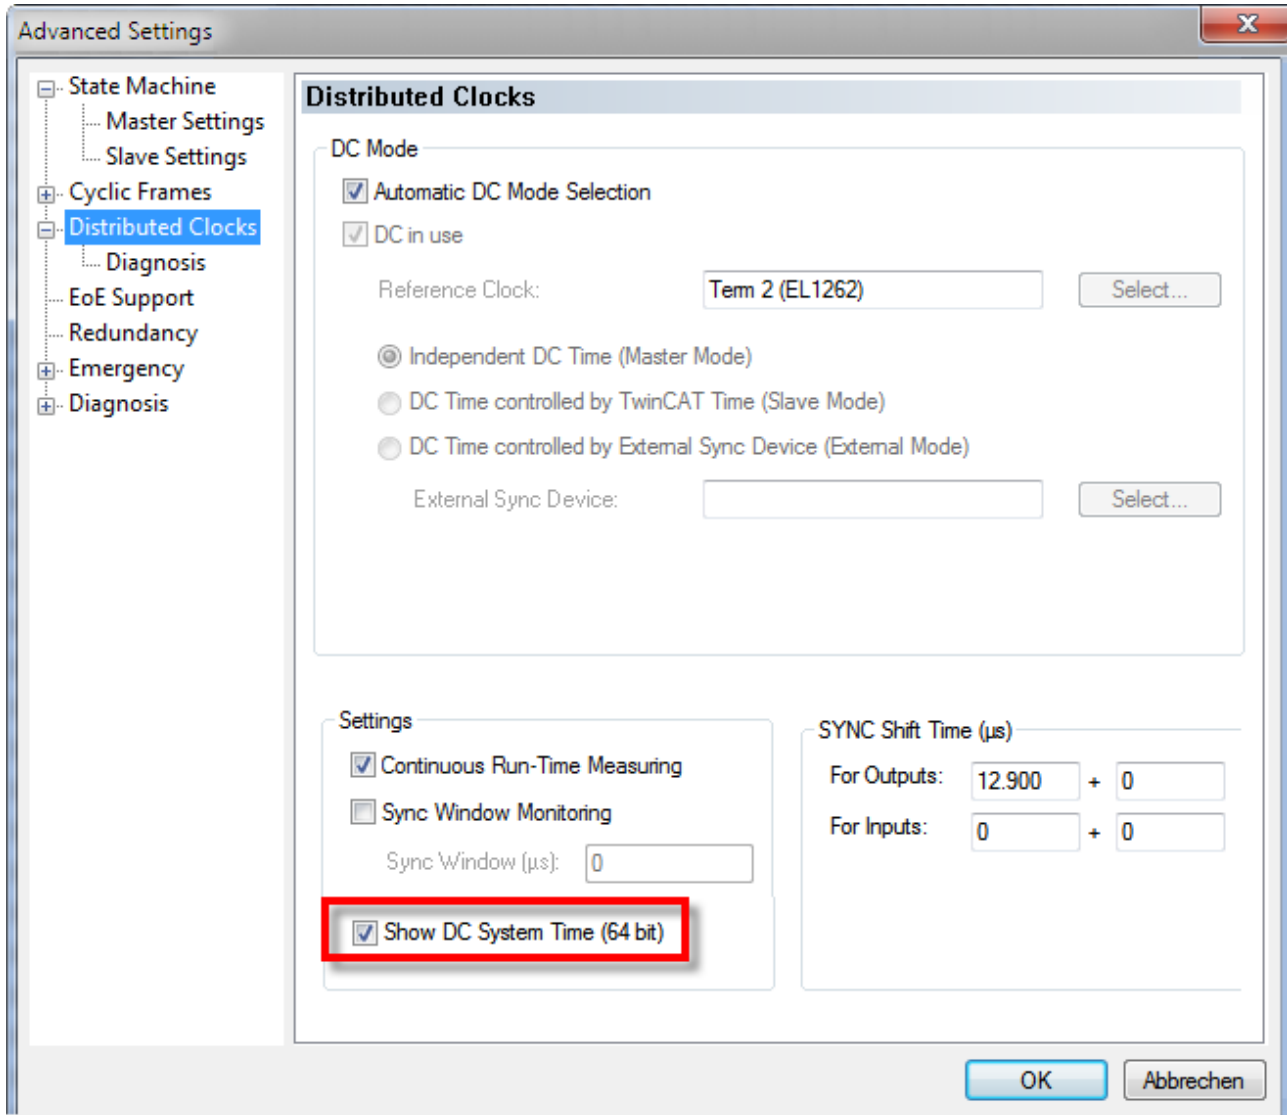 Advanced Settings
State Machine
Master Settings
Slave Settings
Cyclic Frames
Distributed Clocks
Diagnosis
EoE Support
Redundancy
Emergency
Diagnosis
Distributed Clocks
DC Mode
Automatic DC Mode Selection
DC in use
Reference Clock: Term 2 (EL1262) Select...
Independent DC Time (Master Mode)
DC Time controlled by TwinCAT Time (Slave Mode)
DC Time controlled by External Sync Device (External Mode)
External Sync Device: Select...
Settings
Continuous Run-Time Measuring
Sync Window Monitoring
Sync Window (µs): 0
Show DC System Time (64 bit)
SYNC Shift Time (µs)
For Outputs: 12.900 + 0
For Inputs: 0 + 0
OK Abbrechen